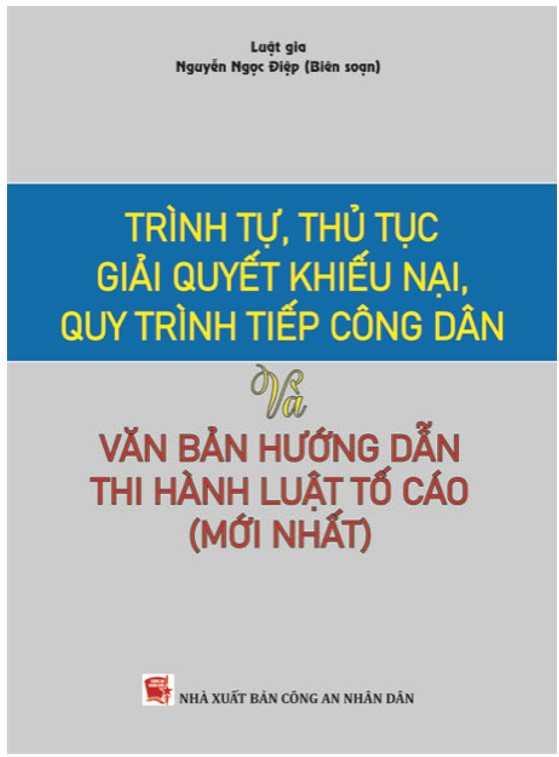 Luật gia
Nguyễn Ngọc Điệp (Biên soạn)
TRÌNH TỰ, THỦ TỤC
GIẢI QUYẾT KHIẾU NẠI,
QUY TRÌNH TIẾP CÔNG DÂN
Và
VĂN BẢN HƯỚNG DẪN
THI HÀNH LUẬT TỐ CÁO
(MỚI NHẤT)
NHÀ XUẤT BẢN CÔNG AN NHÂN DÂN